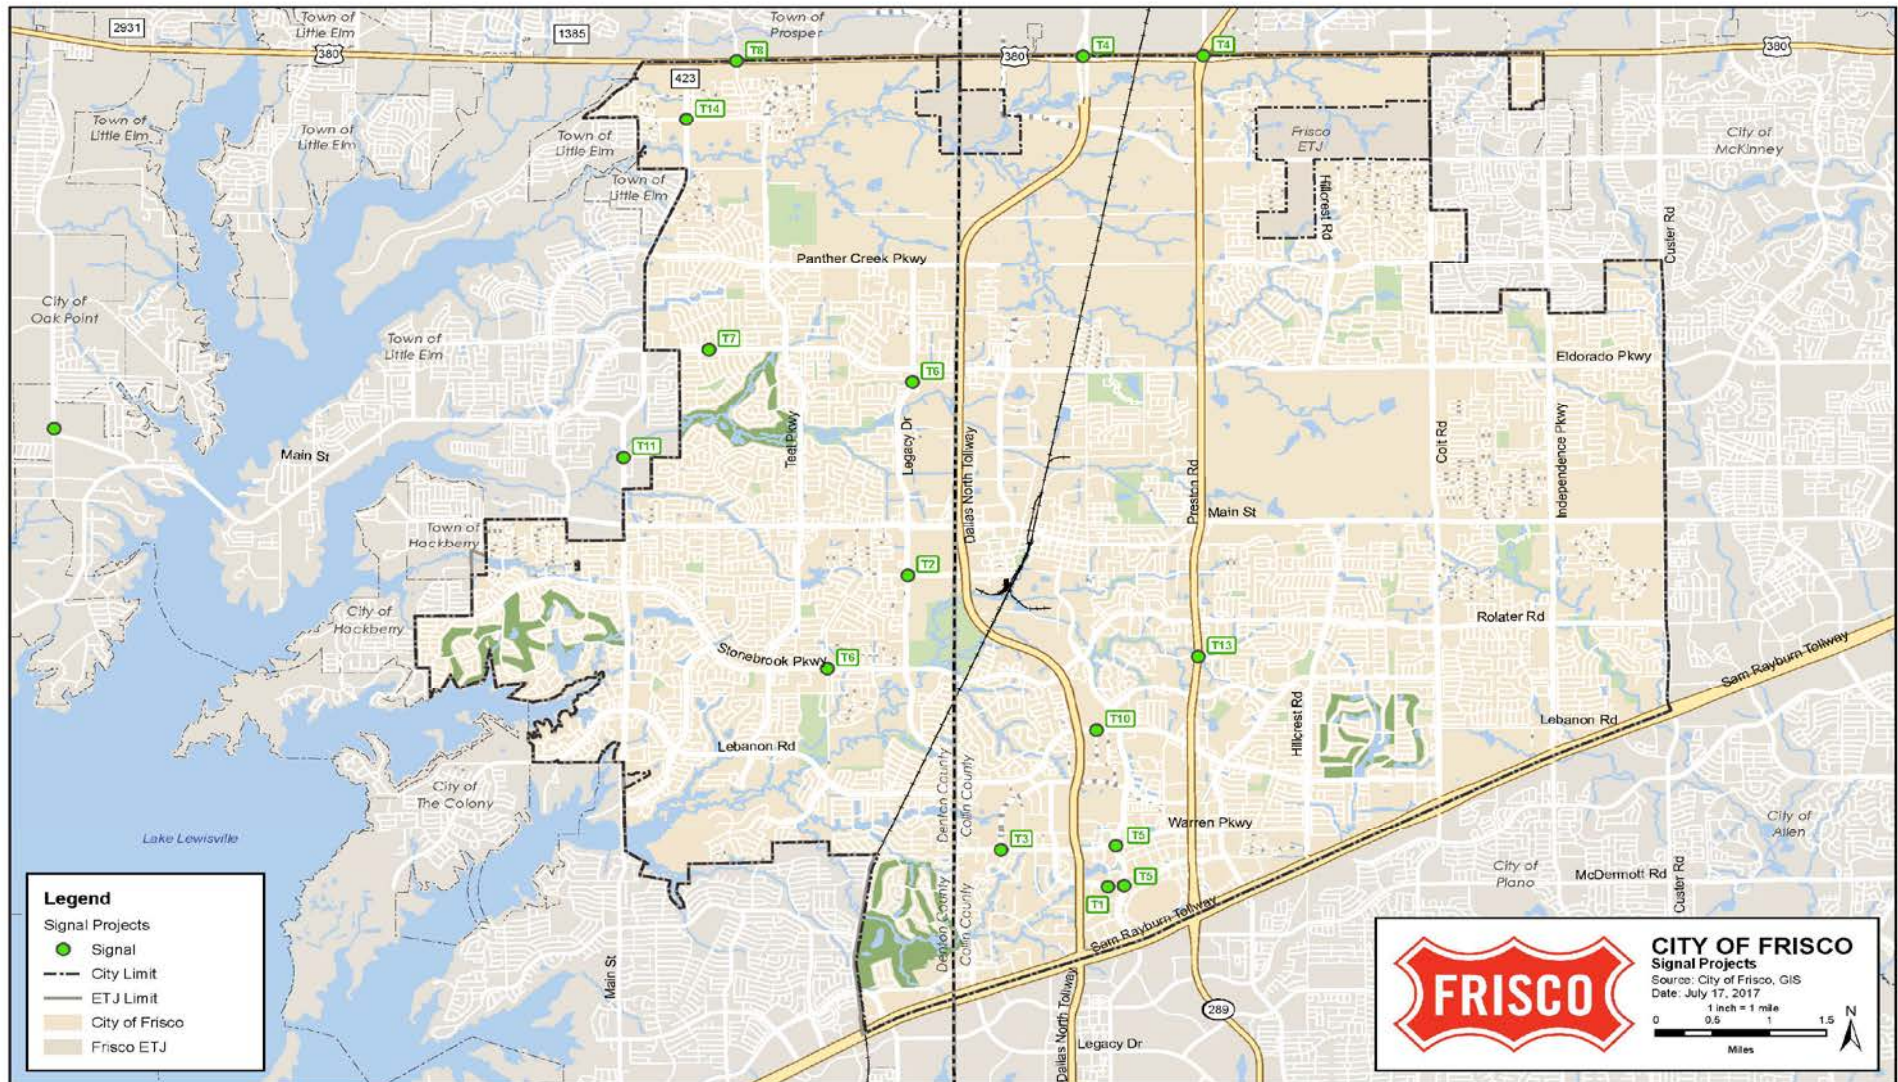 2931
Town of
Little Elm
380
1385
Town of
Prosper
T8
423
T14
380
T4
T4
380
Town of
Little Elm
Town of
Little Elm
Town of
Little Elm
Town of
Little Elm
Frisco
ETJ
City of
McKinney
Hillcrest Rd
Custer Rd
Panther Creek Pkwy
City of
Oak Point
Town of
Little Elm
T7
T6
Eldorado Pkwy
Main St
T11
Teel Pkwy
Legacy Dr
Dallas North Tollway
Preston Rd
Coit Rd
Independence Pkwy
Main St
Town of
Hackberry
T2
City of
Hackberry
Rolater Rd
Stonebrook Pkwy
T6
T13
Sam Rayburn Tollway
T10
Hillcrest Rd
Lebanon Rd
Lebanon Rd
Denton County
Collin County
City of
The Colony
Lake Lewisville
T3
T5
Warren Pkwy
City of
Allen
City of
Plano
McDermott Rd
Custer Rd
T5
T1
Denton County
Collin County
Sam Rayburn Tollway
Main St
Dallas North Tollway
289
Legacy Dr
Legend
Signal Projects
Signal
City Limit
ETJ Limit
City of Frisco
Frisco ETJ
FRISCO
CITY OF FRISCO
Signal Projects
Source: City of Frisco, GIS
Date: July 17, 2017
1 inch = 1 mile
0 0.5 1 1.5
Miles
N